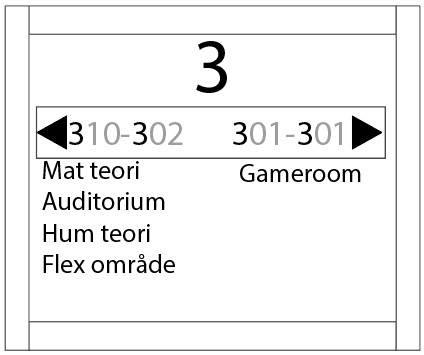 3
310-302 301-301
Mat teori
Gameroom
Auditorium
Hum teori
Flex område